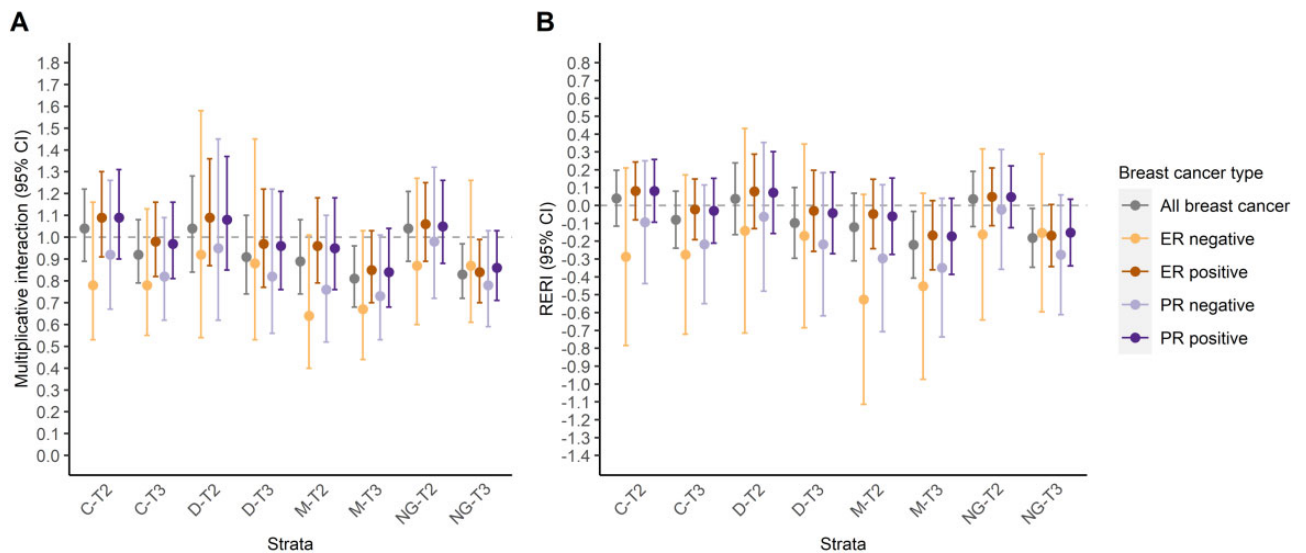 A
Multiplicative interaction (95% CI)
1.8
1.7
1.6
1.5
1.4
1.3
1.2
1.1
1.0
0.9
0.8
0.7
0.6
0.5
0.4
0.3
0.2
0.1
0.0
C-T2
C-T3
D-T2
D-T3
M-T2
M-T3
NG-T2
NG-T3
Strata
B
RERI (95% CI)
0.8
0.7
0.6
0.5
0.4
0.3
0.2
0.1
-0.0
-0.1
-0.2
-0.3
-0.4
-0.5
-0.6
-0.7
-0.8
-0.9
-1.0
-1.1
-1.2
-1.3
-1.4
C-T2
C-T3
D-T2
D-T3
M-T2
M-T3
NG-T2
NG-T3
Strata
Breast cancer type
All breast cancer
ER negative
ER positive
PR negative
PR positive